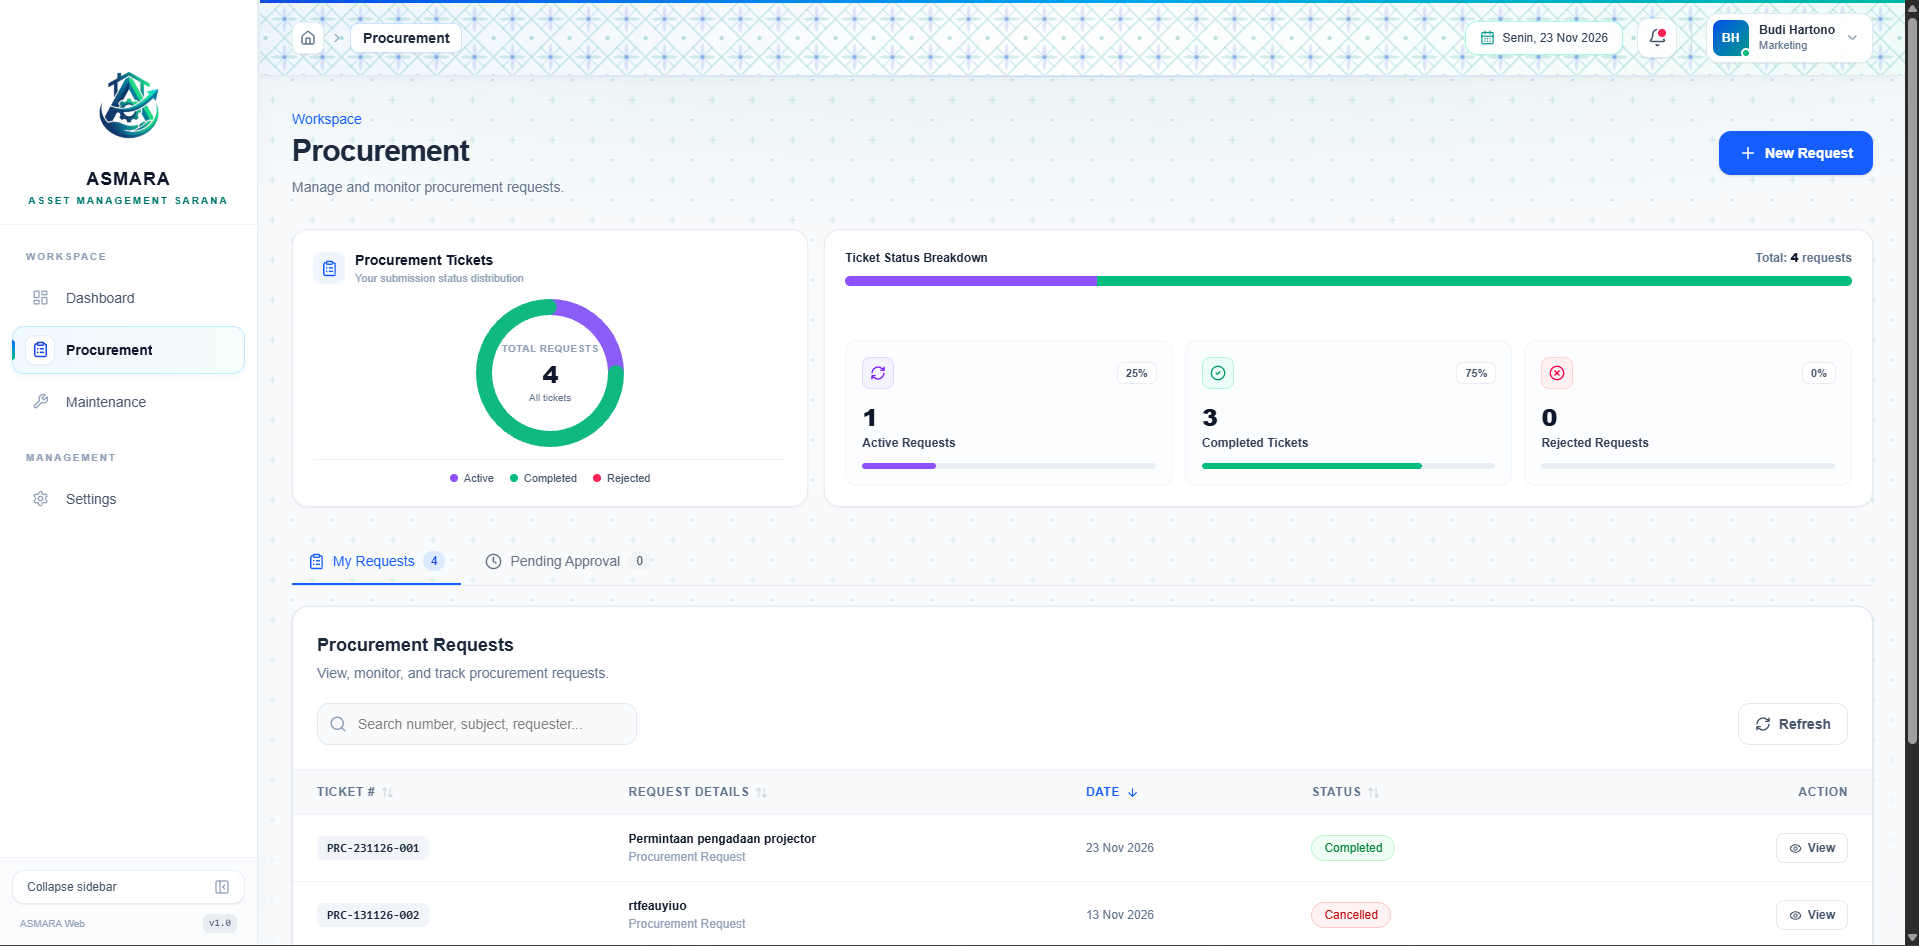 ASMARA
ASSET MANAGEMENT SARANA
WORKSPACE
Dashboard
Procurement
Maintenance
MANAGEMENT
Settings
Collapse sidebar
ASMARA Web
v1.0
Procurement
Senin, 23 Nov 2026
BH
Budi Hartono
Marketing
Workspace
Procurement
Manage and monitor procurement requests.
New Request
Procurement Tickets
Your submission status distribution
TOTAL REQUESTS
4
All tickets
Active
Completed
Rejected
Ticket Status Breakdown
Total: 4 requests
25%
1
Active Requests
75%
3
Completed Tickets
0%
0
Rejected Requests
My Requests 4
Pending Approval 0
Procurement Requests
View, monitor, and track procurement requests.
Search number, subject, requester...
Refresh
TICKET # REQUEST DETAILS DATE STATUS ACTION
PRC-231126-001
Permintaan pengadaan projector
Procurement Request
23 Nov 2026
Completed
View
PRC-131126-002
rtfeauyiuo
Procurement Request
13 Nov 2026
Cancelled
View